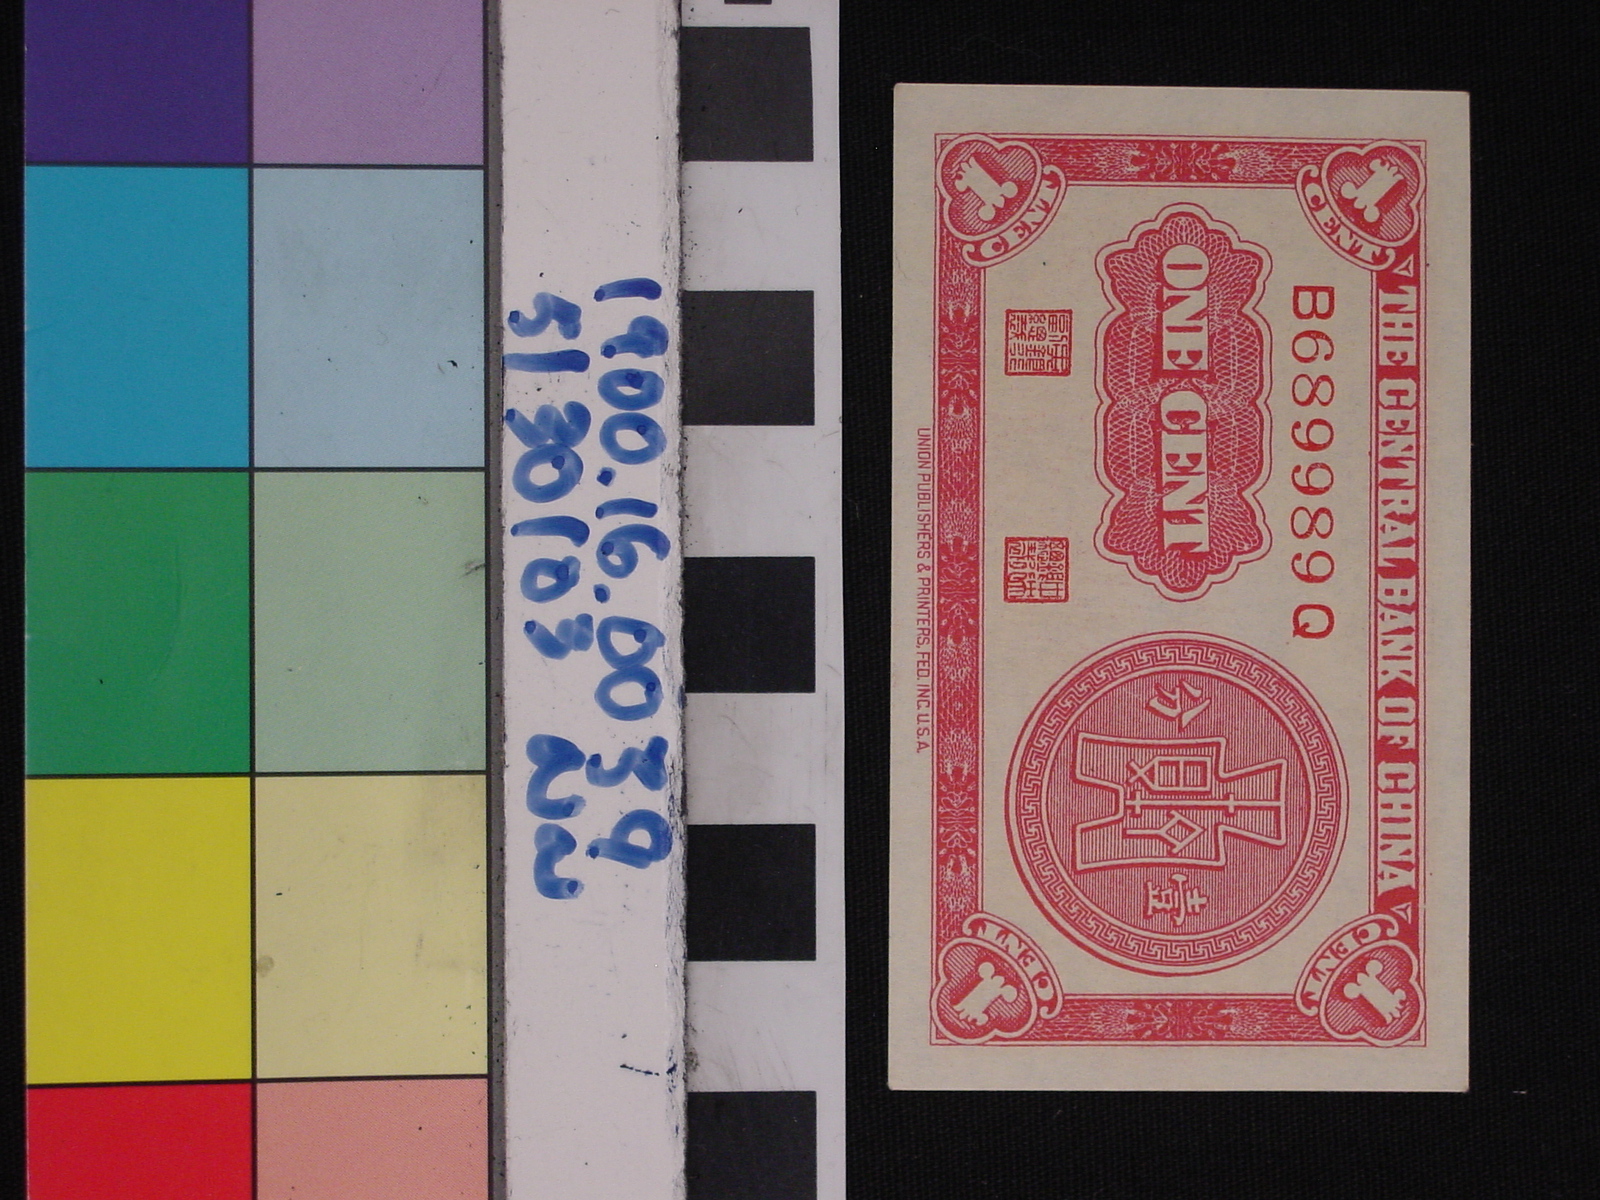 1900.16.0039
5130103
THE CENTRAL BANK OF CHINA
B689989Q
ONE CENT
分
壹
1
CENT
1
CENT
1
CENT
1
CENT
UNION PUBLISHERS & PRINTERS, FED. INC. U.S.A.